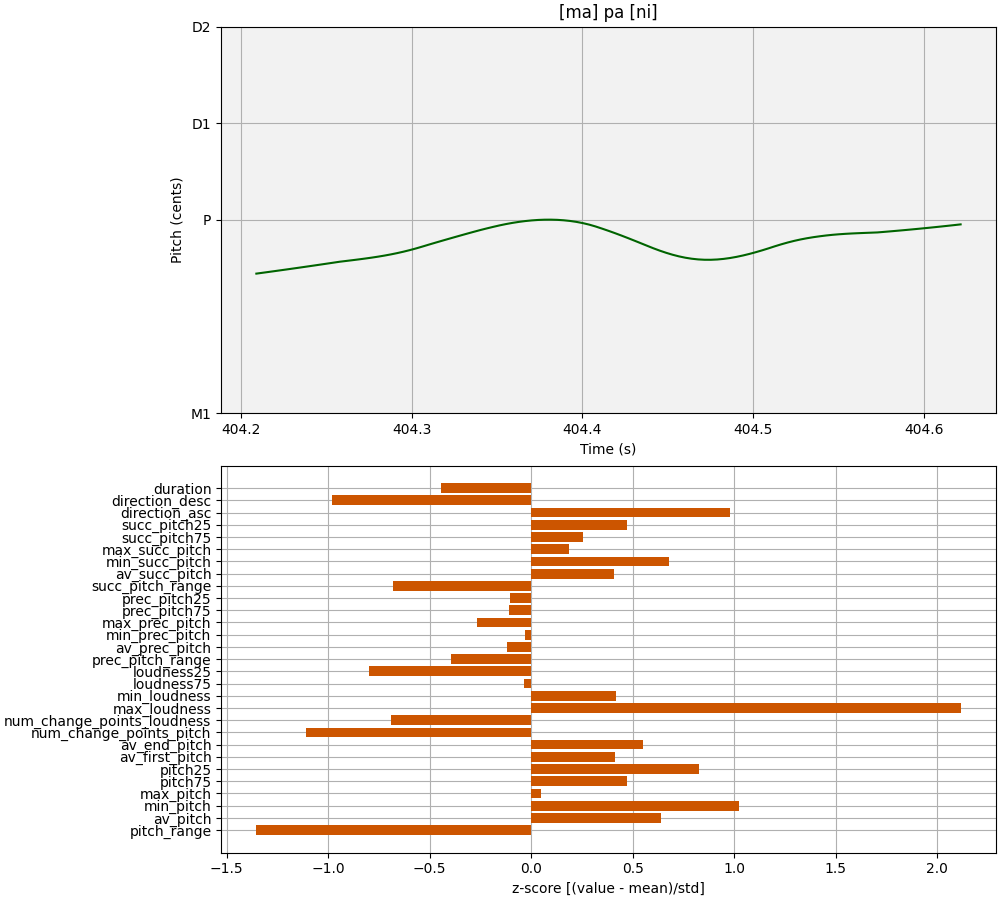 [ma] pa [ni]
D2
D1
P
M1
Pitch (cents)
404.2 404.3 404.4 404.5 404.6
Time (s)
duration
direction_desc
direction_asc
succ_pitch25
succ_pitch75
max_succ_pitch
min_succ_pitch
av_succ_pitch
succ_pitch_range
prec_pitch25
prec_pitch75
max_prec_pitch
min_prec_pitch
av_prec_pitch
prec_pitch_range
loudness25
loudness75
min_loudness
max_loudness
num_change_points_loudness
num_change_points_pitch
av_end_pitch
av_first_pitch
pitch25
pitch75
max_pitch
min_pitch
av_pitch
pitch_range
−1.5 −1.0 −0.5 0.0 0.5 1.0 1.5 2.0
z-score [(value - mean)/std]